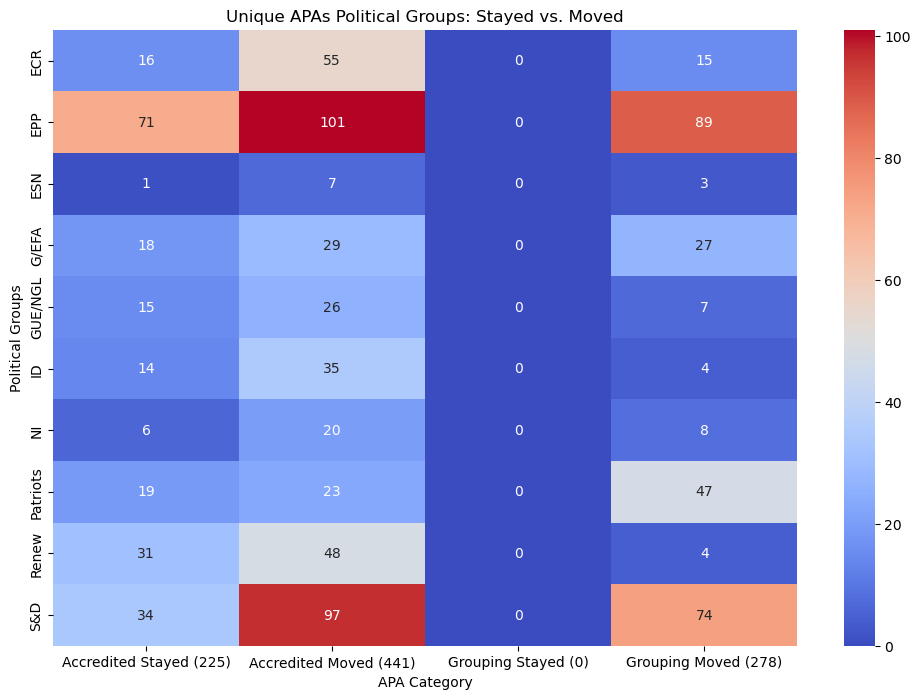 Unique APAs Political Groups: Stayed vs. Moved
ECR 16 55 0 15
EPP 71 101 0 89
ESN 1 7 0 3
G/EFA 18 29 0 27
GUE/NGL 15 26 0 7
ID 14 35 0 4
NI 6 20 0 8
Patriots 19 23 0 47
Renew 31 48 0 4
S&D 34 97 0 74
Political Groups
Accredited Stayed (225) Accredited Moved (441) Grouping Stayed (0) Grouping Moved (278)
APA Category
100
80
60
40
20
0